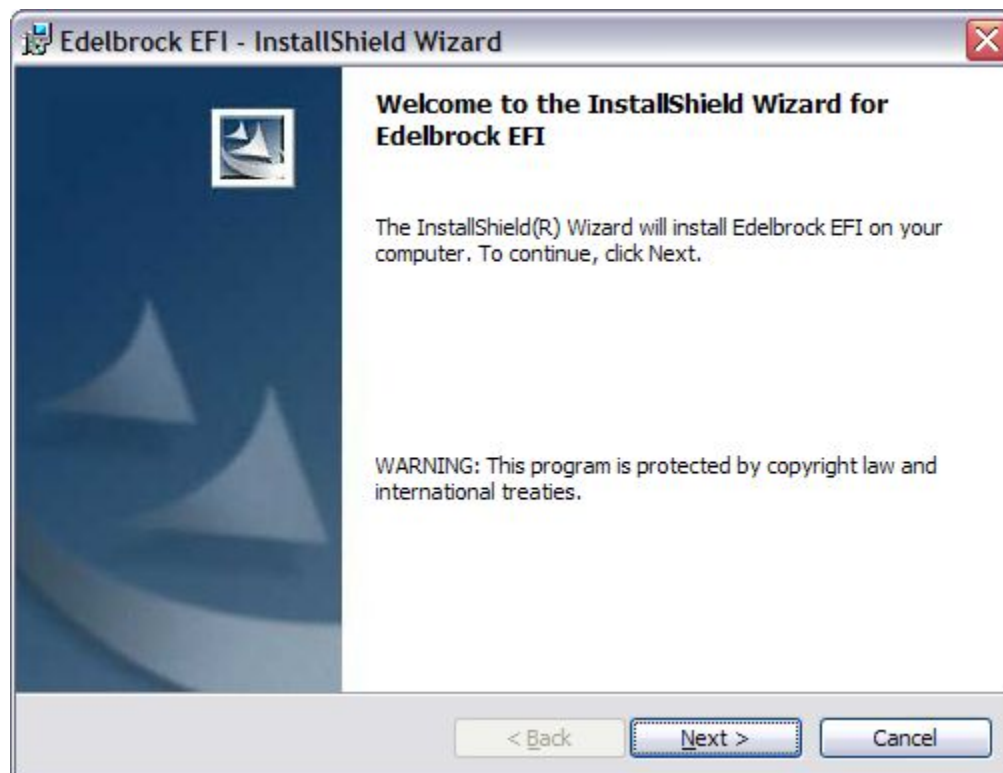 Edelbrock EFI - InstallShield Wizard
Welcome to the InstallShield Wizard for
Edelbrock EFI
The InstallShield(R) Wizard will install Edelbrock EFI on your
computer. To continue, click Next.
WARNING: This program is protected by copyright law and
international treaties.
< Back
Next >
Cancel